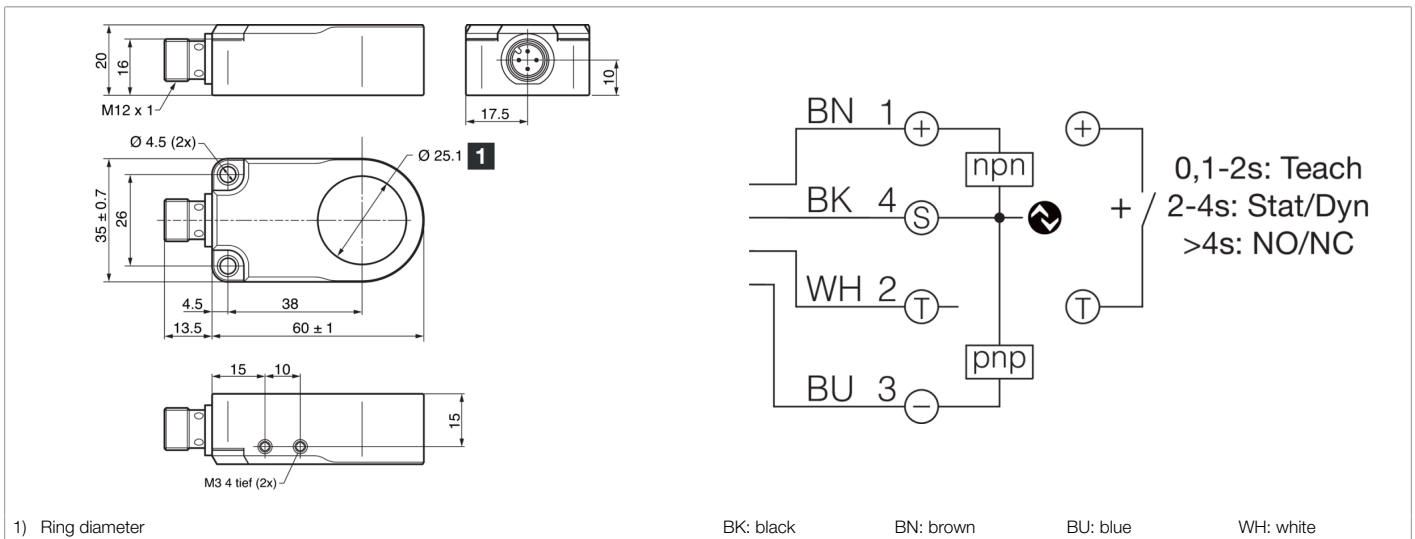 20
16
M12 x 1
10
17.5
Ø 4.5 (2x)
Ø 25.1 1
35 ± 0.7
26
4.5
38
13.5
60 ± 1
15
10
15
M3 4 tief (2x)
BN 1 +
npn
BK 4 S
WH 2 T
pnp
BU 3 −
+
+
T
0,1-2s: Teach
2-4s: Stat/Dyn
>4s: NO/NC
1) Ring diameter
BK: black
BN: brown
BU: blue
WH: white